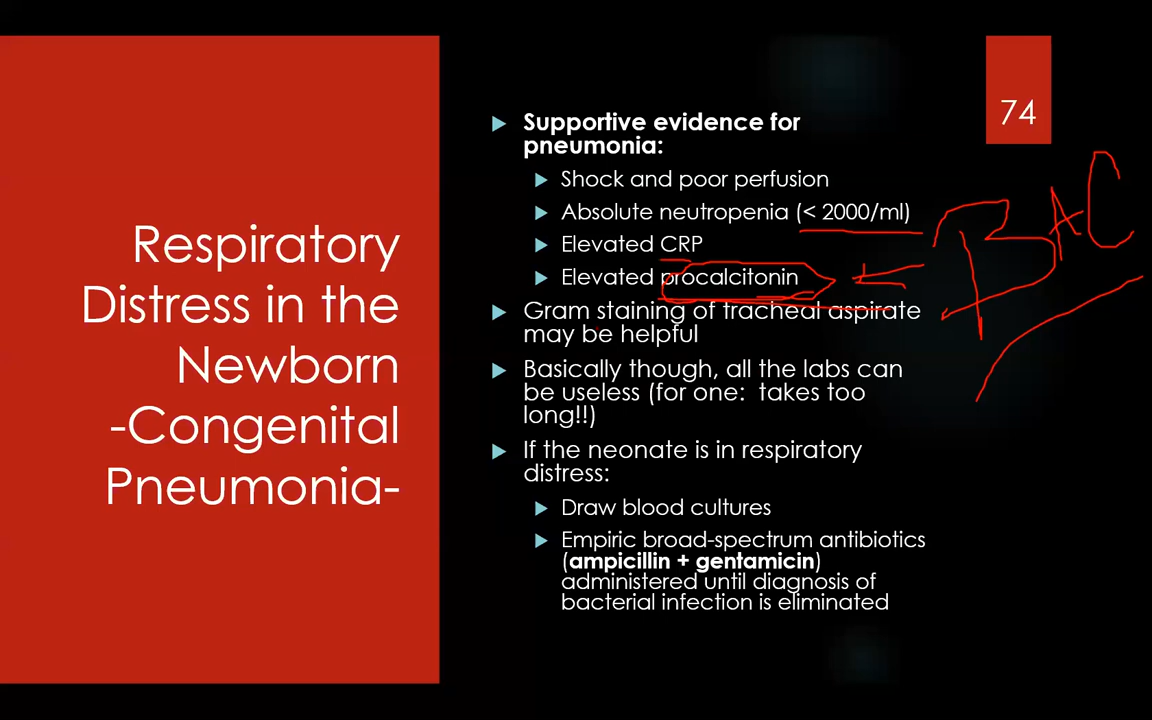 Respiratory
Distress in the
Newborn
-Congenital
Pneumonia-
74
Supportive evidence for
pneumonia:
Shock and poor perfusion
Absolute neutropenia (< 2000/ml)
Elevated CRP
Elevated procalcitonin
Gram staining of tracheal aspirate
may be helpful
Basically though, all the labs can
be useless (for one: takes too
long!!)
If the neonate is in respiratory
distress:
Draw blood cultures
Empiric broad-spectrum antibiotics
(ampicillin + gentamicin)
administered until diagnosis of
bacterial infection is eliminated
BAC